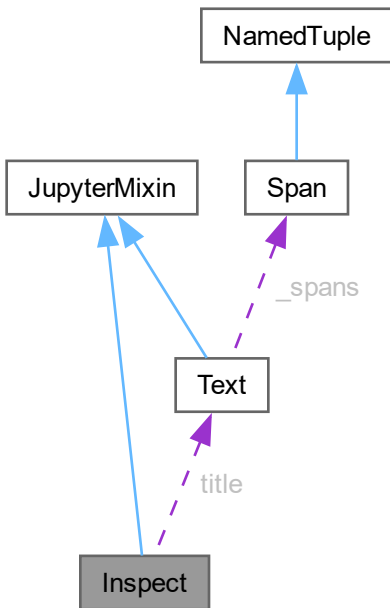 NamedTuple
JupyterMixin
Span
_spans
Text
title
Inspect